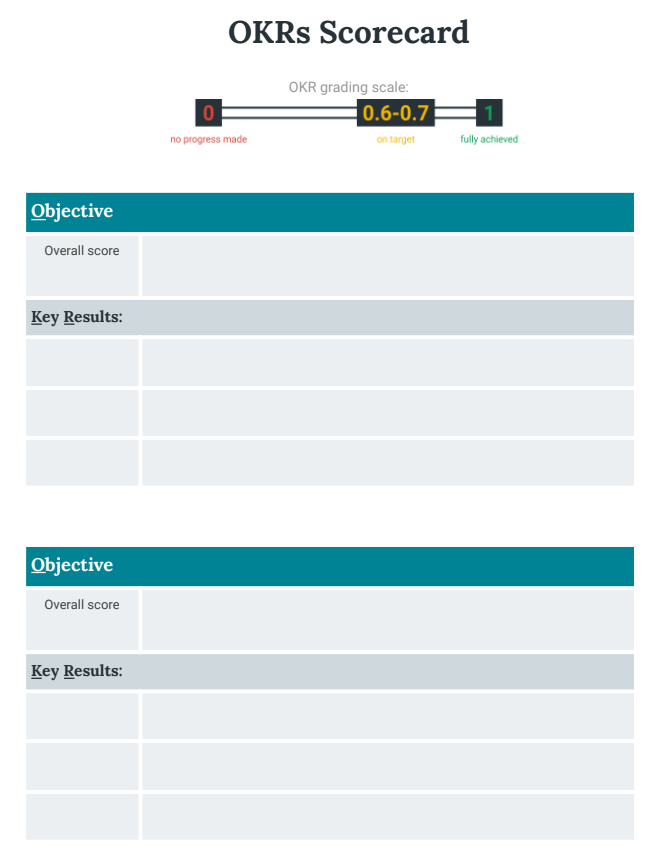 OKRs Scorecard
OKR grading scale:
0 0.6-0.7 1
no progress made on target fully achieved
Objective
Overall score
Key Results:
Objective
Overall score
Key Results: